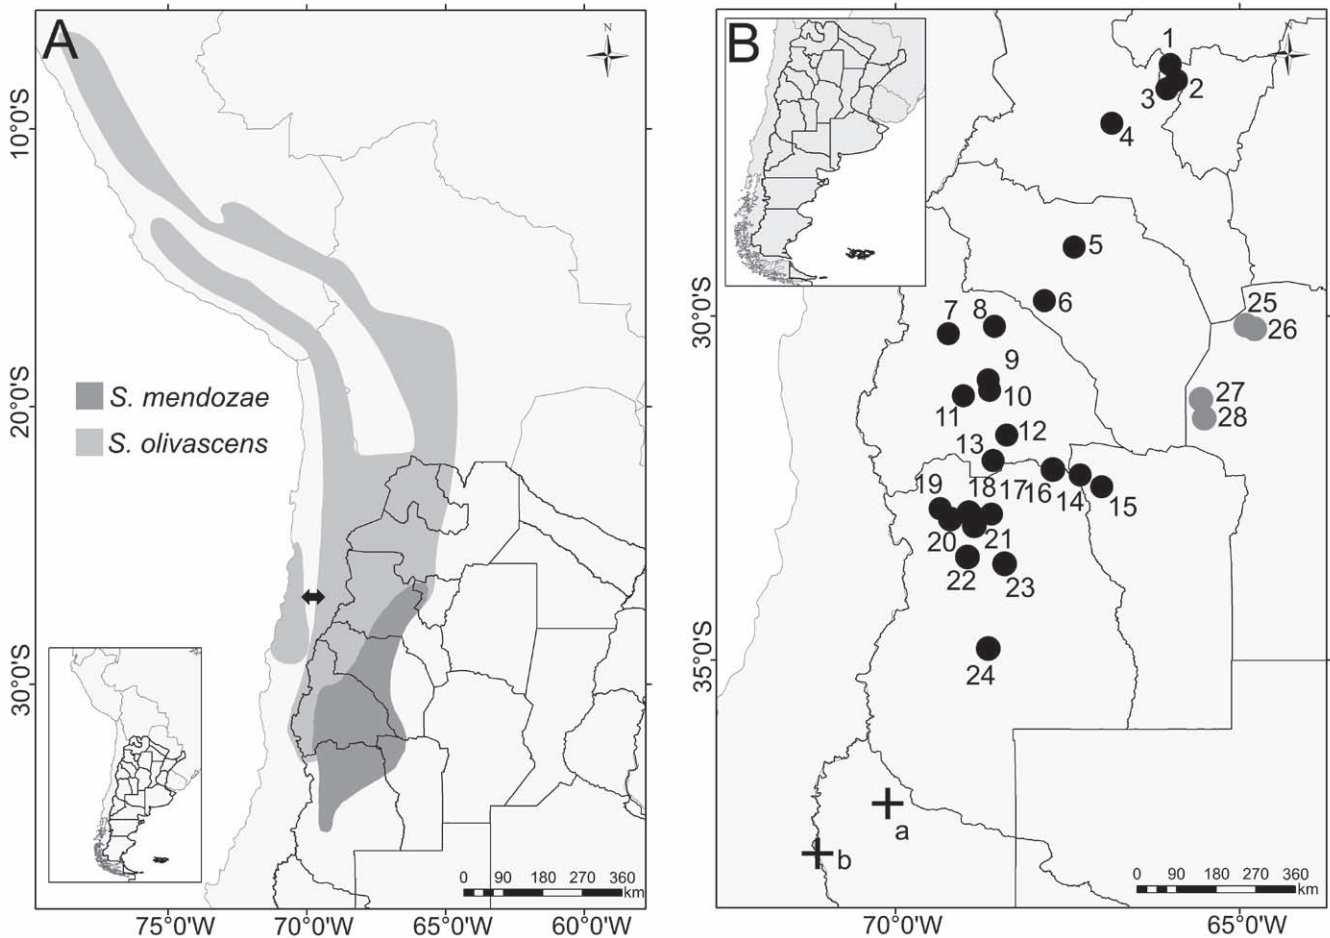 A
N
10°0'S
20°0'S
30°0'S
S. mendozae
S. olivascens
0 90 180 270 360
km
75°0'W 70°0'W 65°0'W 60°0'W
B
1
2
3
4
5
6
7
8
9
10
11
12
13
19 18 17 16 14 15
20 21
22 23
24
25
26
27
28
30°0'S
35°0'S
a
b
0 90 180 270 360
km
70°0'W 65°0'W